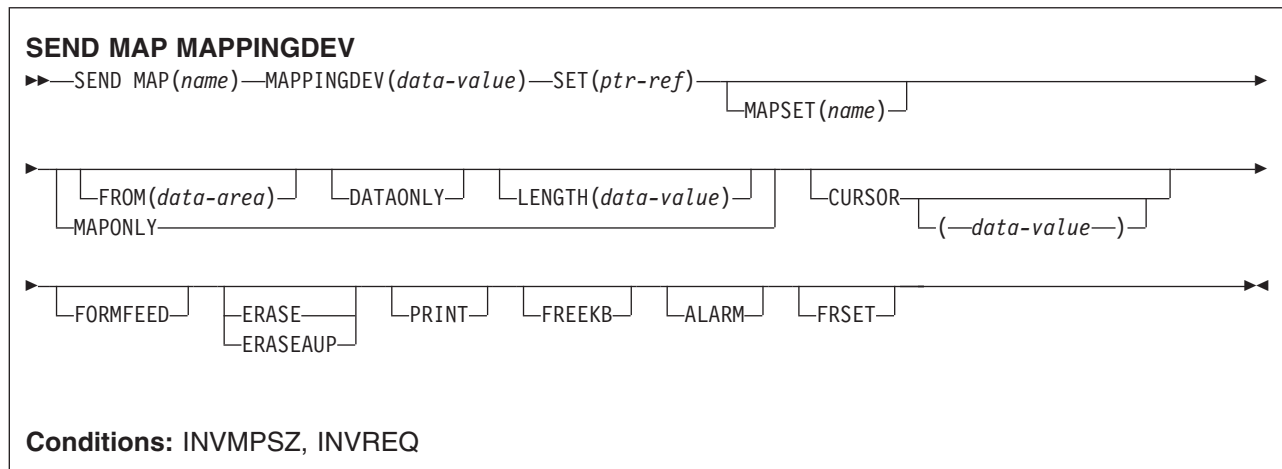 SEND MAP MAPPINGDEV
SEND MAP(name) MAPPINGDEV(data-value) SET(ptr-ref)
MAPSET(name)
FROM(data-area) DATAONLY LENGTH(data-value) CURSOR
MAPONLY (data-value)
FORMFEED ERASE PRINT FREEKB ALARM FRSET
ERASEAUP
Conditions: INVMPSZ, INVREQ